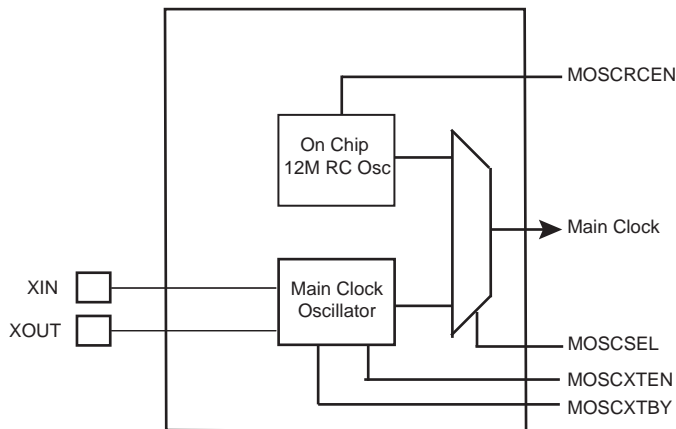 MOSCRCEN
On Chip
12M RC Osc
Main Clock
XIN
Main Clock
Oscillator
XOUT
MOSCSEL
MOSCXTEN
MOSCXTBY